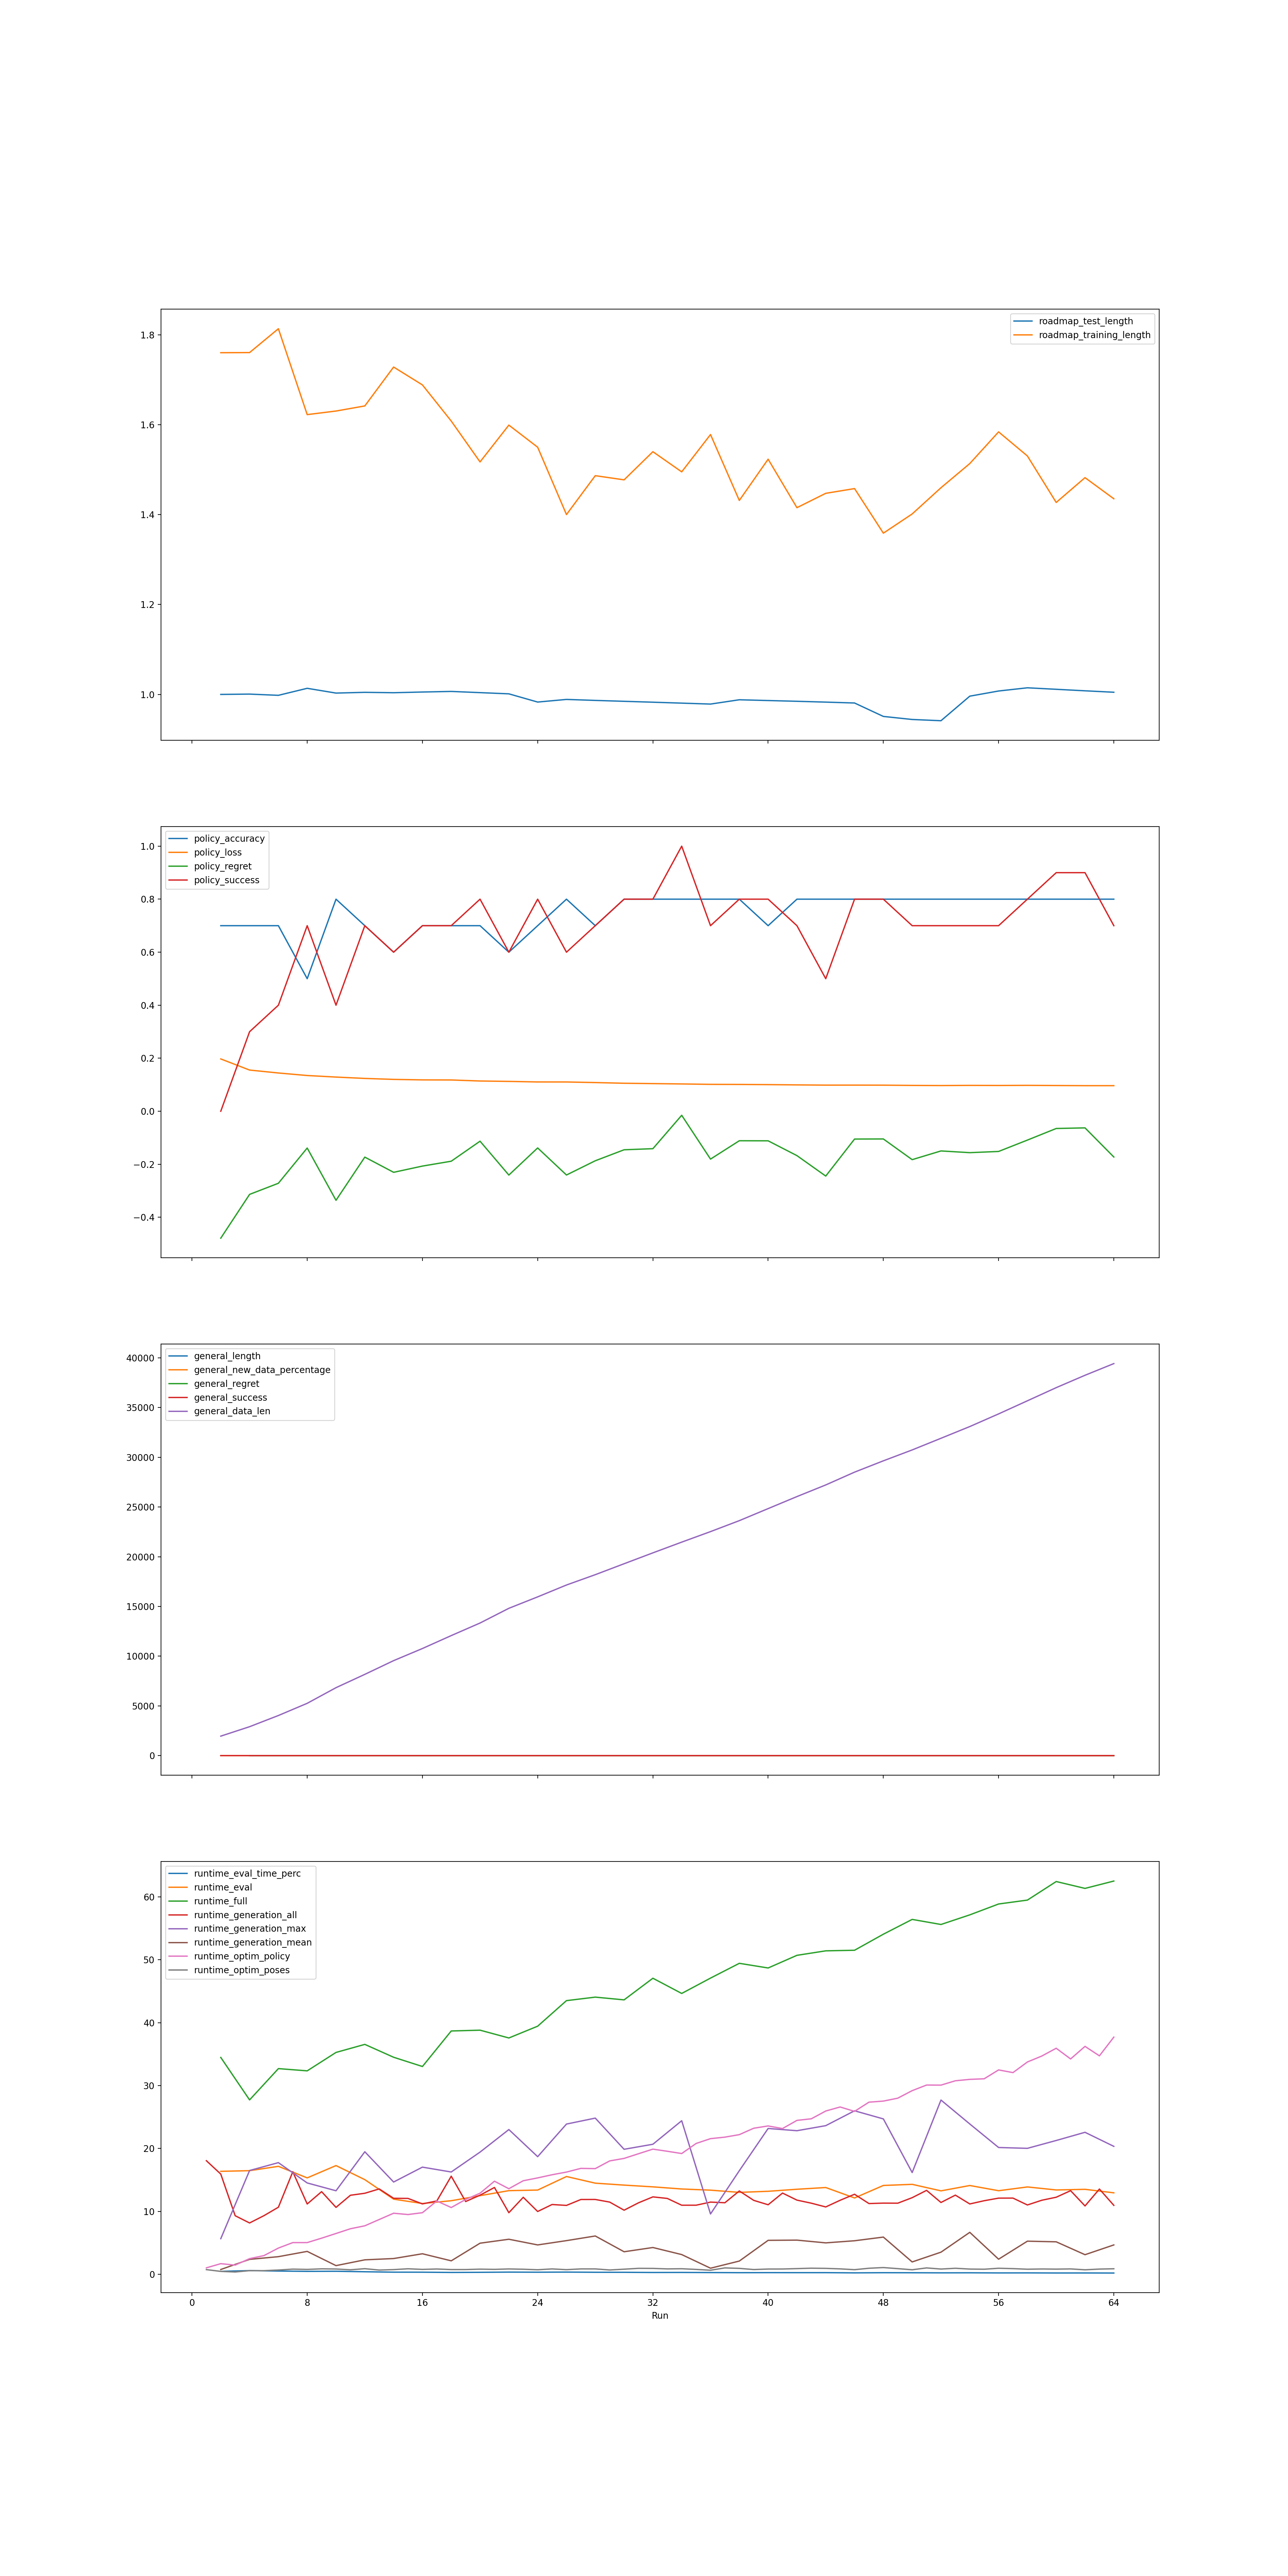 roadmap_test_length
roadmap_training_length
1.8
1.6
1.4
1.2
1.0
policy_accuracy
policy_loss
policy_regret
policy_success
1.0
0.8
0.6
0.4
0.2
0.0
−0.2
−0.4
general_length
general_new_data_percentage
general_regret
general_success
general_data_len
40000
35000
30000
25000
20000
15000
10000
5000
0
runtime_eval_time_perc
runtime_eval
runtime_full
runtime_generation_all
runtime_generation_max
runtime_generation_mean
runtime_optim_policy
runtime_optim_poses
60
50
40
30
20
10
0
0 8 16 24 32 40 48 56 64
Run